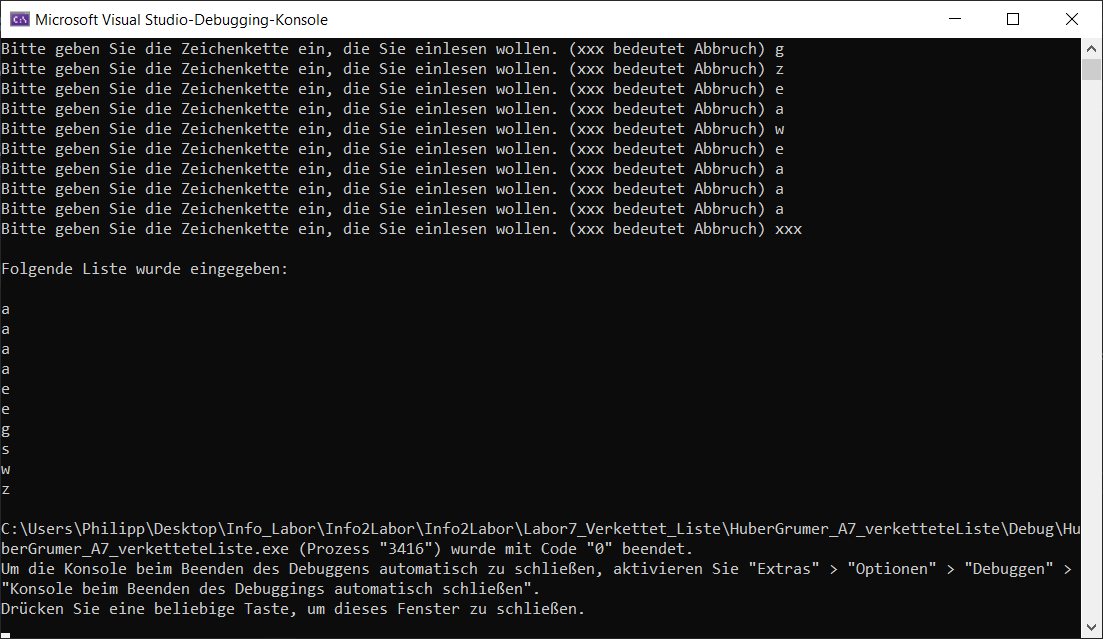 Microsoft Visual Studio-Debugging-Konsole
Bitte geben Sie die Zeichenkette ein, die Sie einlesen wollen. (xxx bedeutet Abbruch) g
Bitte geben Sie die Zeichenkette ein, die Sie einlesen wollen. (xxx bedeutet Abbruch) z
Bitte geben Sie die Zeichenkette ein, die Sie einlesen wollen. (xxx bedeutet Abbruch) e
Bitte geben Sie die Zeichenkette ein, die Sie einlesen wollen. (xxx bedeutet Abbruch) a
Bitte geben Sie die Zeichenkette ein, die Sie einlesen wollen. (xxx bedeutet Abbruch) w
Bitte geben Sie die Zeichenkette ein, die Sie einlesen wollen. (xxx bedeutet Abbruch) e
Bitte geben Sie die Zeichenkette ein, die Sie einlesen wollen. (xxx bedeutet Abbruch) a
Bitte geben Sie die Zeichenkette ein, die Sie einlesen wollen. (xxx bedeutet Abbruch) a
Bitte geben Sie die Zeichenkette ein, die Sie einlesen wollen. (xxx bedeutet Abbruch) a
Bitte geben Sie die Zeichenkette ein, die Sie einlesen wollen. (xxx bedeutet Abbruch) xxx
Folgende Liste wurde eingegeben:
a
a
a
a
e
e
g
s
w
z
C:\Users\Philipp\Desktop\Info_Labor\Info2Labor\Info2Labor\Labor7_Verkettet_Liste\HuberGrumer_A7_verketteteListe\Debug\Hu
berGrumer_A7_verketteteListe.exe (Prozess "3416") wurde mit Code "0" beendet.
Um die Konsole beim Beenden des Debuggens automatisch zu schließen, aktivieren Sie "Extras" > "Optionen" > "Debuggen" >
"Konsole beim Beenden des Debuggings automatisch schließen".
Drücken Sie eine beliebige Taste, um dieses Fenster zu schließen.